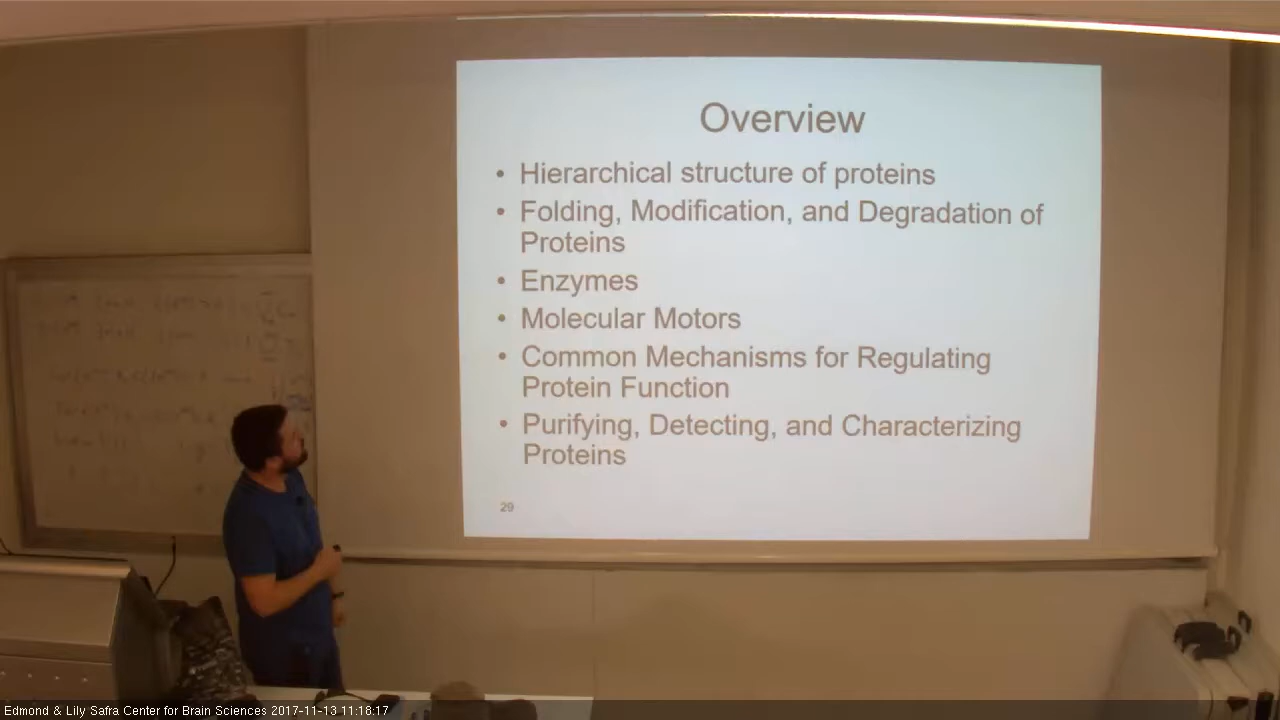 Overview
• Hierarchical structure of proteins
• Folding, Modification, and Degradation of
Proteins
• Enzymes
• Molecular Motors
• Common Mechanisms for Regulating
Protein Function
• Purifying, Detecting, and Characterizing
Proteins
29
Edmond & Lily Safra Center for Brain Sciences 2017-11-13 11:18:17